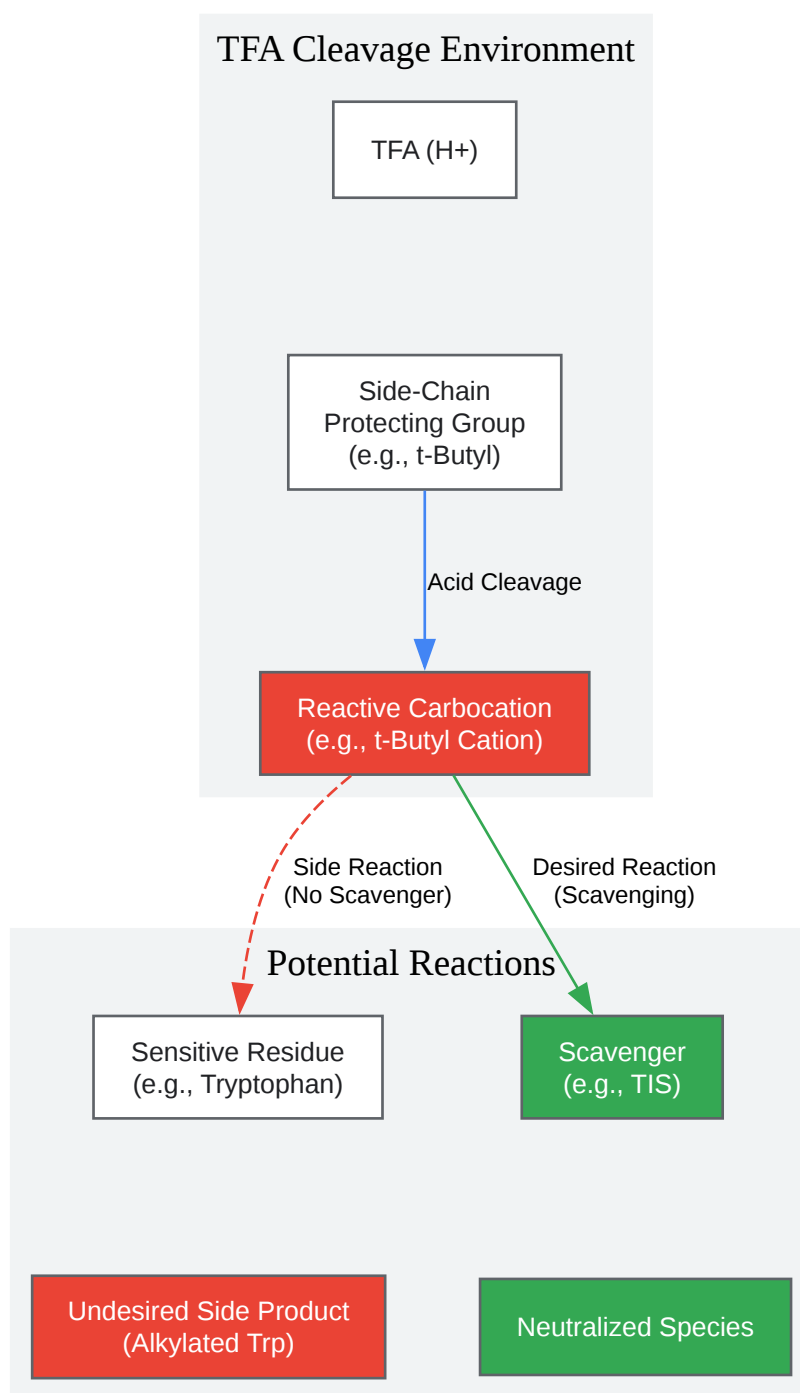 TFA Cleavage Environment
TFA (H+)
Side-Chain
Protecting Group
(e.g., t-Butyl)
Acid Cleavage
Reactive Carbocation
(e.g., t-Butyl Cation)
Side Reaction
(No Scavenger)
Desired Reaction
(Scavenging)
Potential Reactions
Sensitive Residue
(e.g., Tryptophan)
Scavenger
(e.g., TIS)
Undesired Side Product
(Alkylated Trp)
Neutralized Species